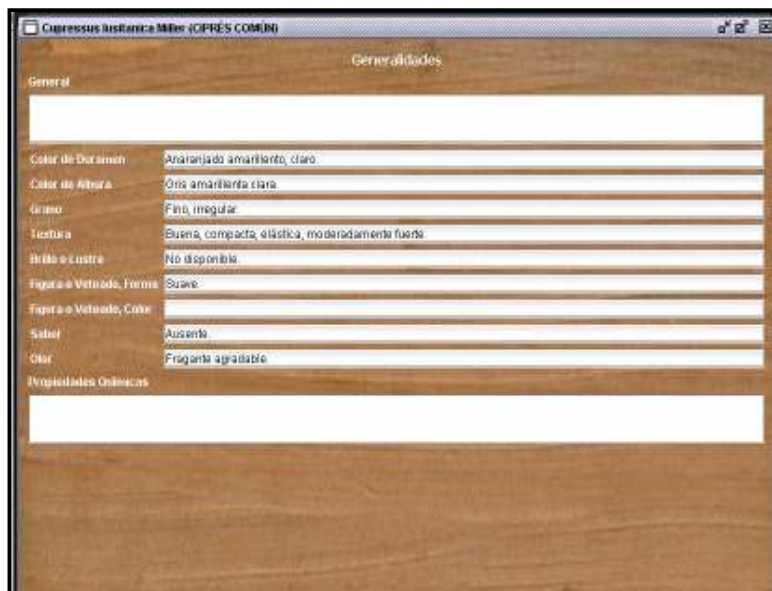 Cupressus lusitanica Miller (CIPRÉS COMÚN)
Generalidades
General
Color de Duramen Anaranjado amarillento, claro.
Color de Albura Gris amarillenta clara.
Grano Fino, irregular.
Textura Buena, compacta, elástica, moderadamente fuerte.
Brillo o Lustre No disponible.
Figura o Veteado, Forma Suave.
Figura o Veteado, Color
Sabor Ausente.
Olor Fragante agradable.
Propiedades Químicas